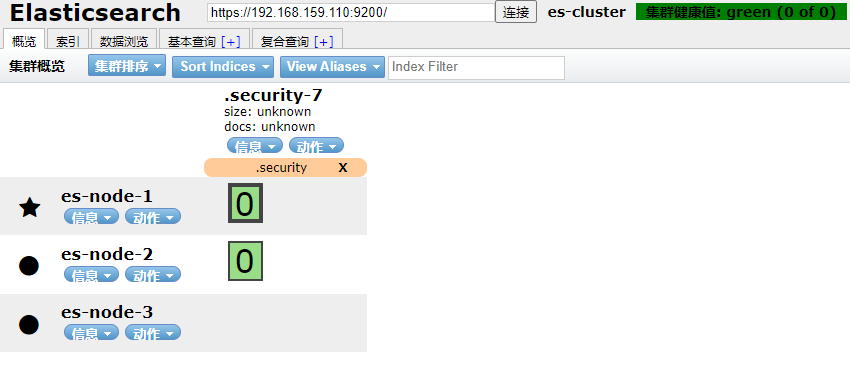 Elasticsearch https://192.168.159.110:9200/ 连接 es-cluster 集群健康值: green (0 of 0)
概览 索引 数据浏览 基本查询 [+] 复合查询 [+]
集群概览 集群排序 Sort Indices View Aliases Index Filter
.security-7
size: unknown
docs: unknown
信息 动作
.security X
es-node-1 0
信息 动作
es-node-2 0
信息 动作
es-node-3
信息 动作